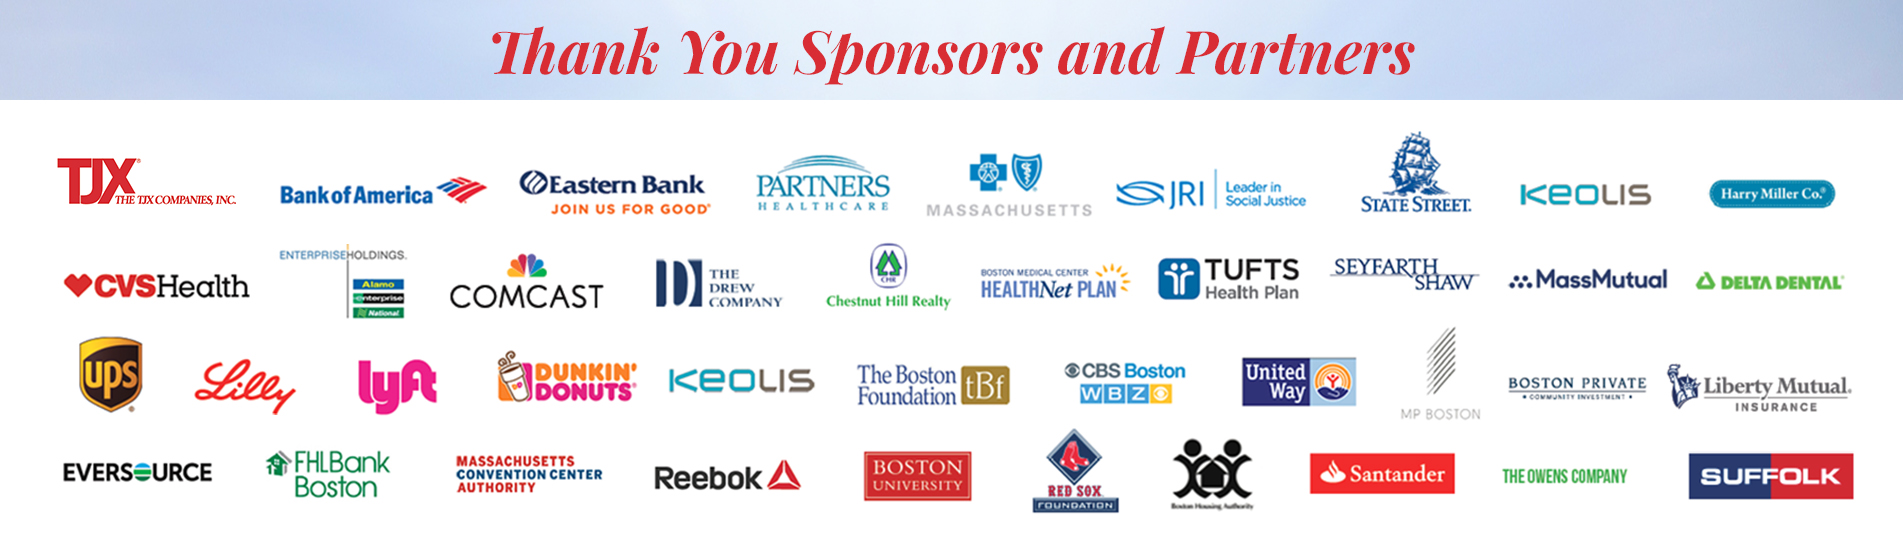 Thank You Sponsors and Partners
TJX
THE TJX COMPANIES, INC.
Bank of America
Eastern Bank
JOIN US FOR GOOD
PARTNERS
HEALTHCARE
MASSACHUSETTS
JRI
Leader in
Social Justice
STATE STREET.
KEOLIS
Harry Miller Co.®
CVSHealth
ENTERPRISEHOLDINGS.
Alamo
enterprise
National
COMCAST
THE
DREW
COMPANY
CHR
Chestnut Hill Realty
BOSTON MEDICAL CENTER
HEALTHNet PLAN
TUFTS
Health Plan
SEYFARTH
SHAW
MassMutual
DELTA DENTAL
ups
Lilly
lyft
DUNKIN'
DONUTS
KEOLIS
The Boston
Foundation
tBf
CBS Boston
WBZ
United
Way
MP BOSTON
BOSTON PRIVATE
• COMMUNITY INVESTMENT •
Liberty Mutual.
INSURANCE
EVERSOURCE
FHLBank
Boston
MASSACHUSETTS
CONVENTION CENTER
AUTHORITY
Reebok
BOSTON
UNIVERSITY
RED SOX
FOUNDATION
Boston Housing Authority
Santander
THE OWENS COMPANY
SUFFOLK